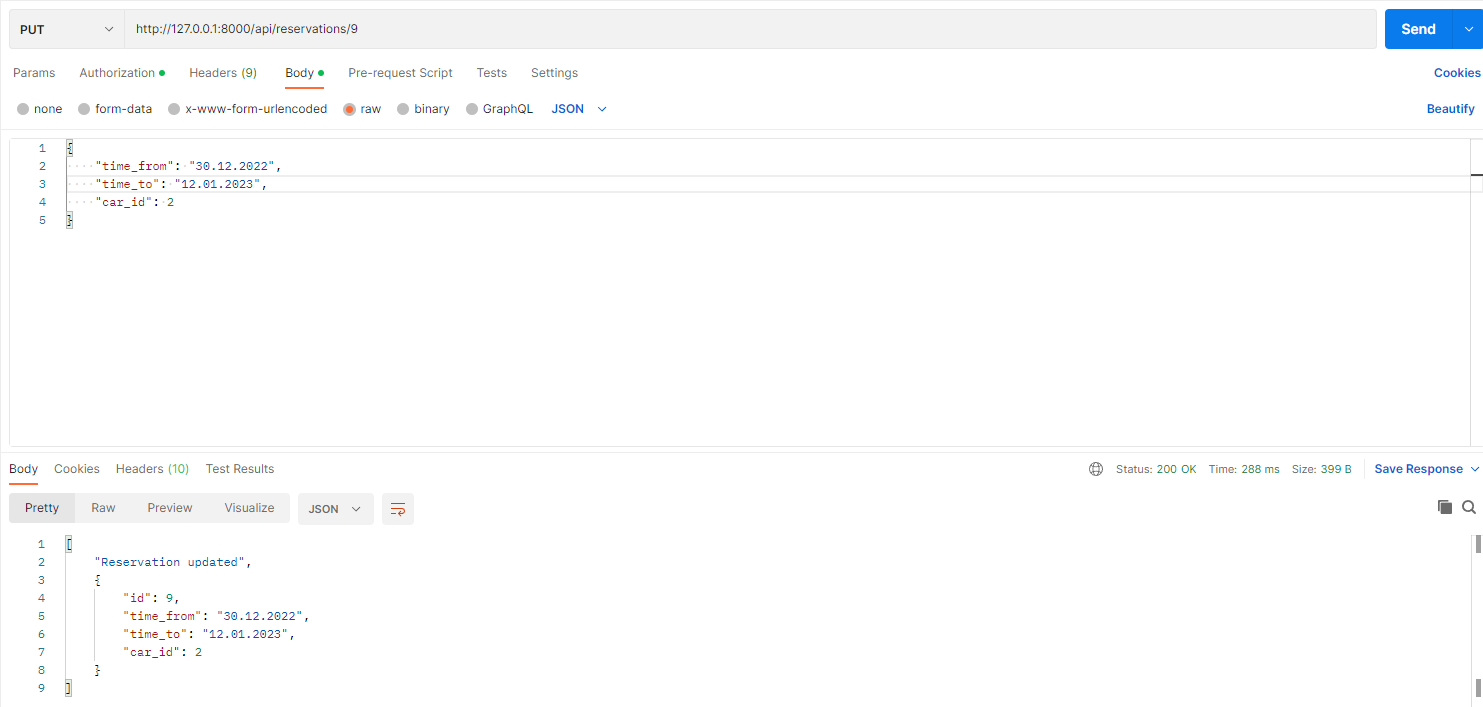 PUT http://127.0.0.1:8000/api/reservations/9 Send
Params Authorization Headers (9) Body Pre-request Script Tests Settings Cookies
none form-data x-www-form-urlencoded raw binary GraphQL JSON Beautify
1 {
2 ····"time_from":·"30.12.2022",
3 ····"time_to":·"12.01.2023",
4 ····"car_id":·2
5 }
Body Cookies Headers (10) Test Results Status: 200 OK Time: 288 ms Size: 399 B Save Response
Pretty Raw Preview Visualize JSON
1 [
2 "Reservation updated",
3 {
4 "id": 9,
5 "time_from": "30.12.2022",
6 "time_to": "12.01.2023",
7 "car_id": 2
8 }
9 ]